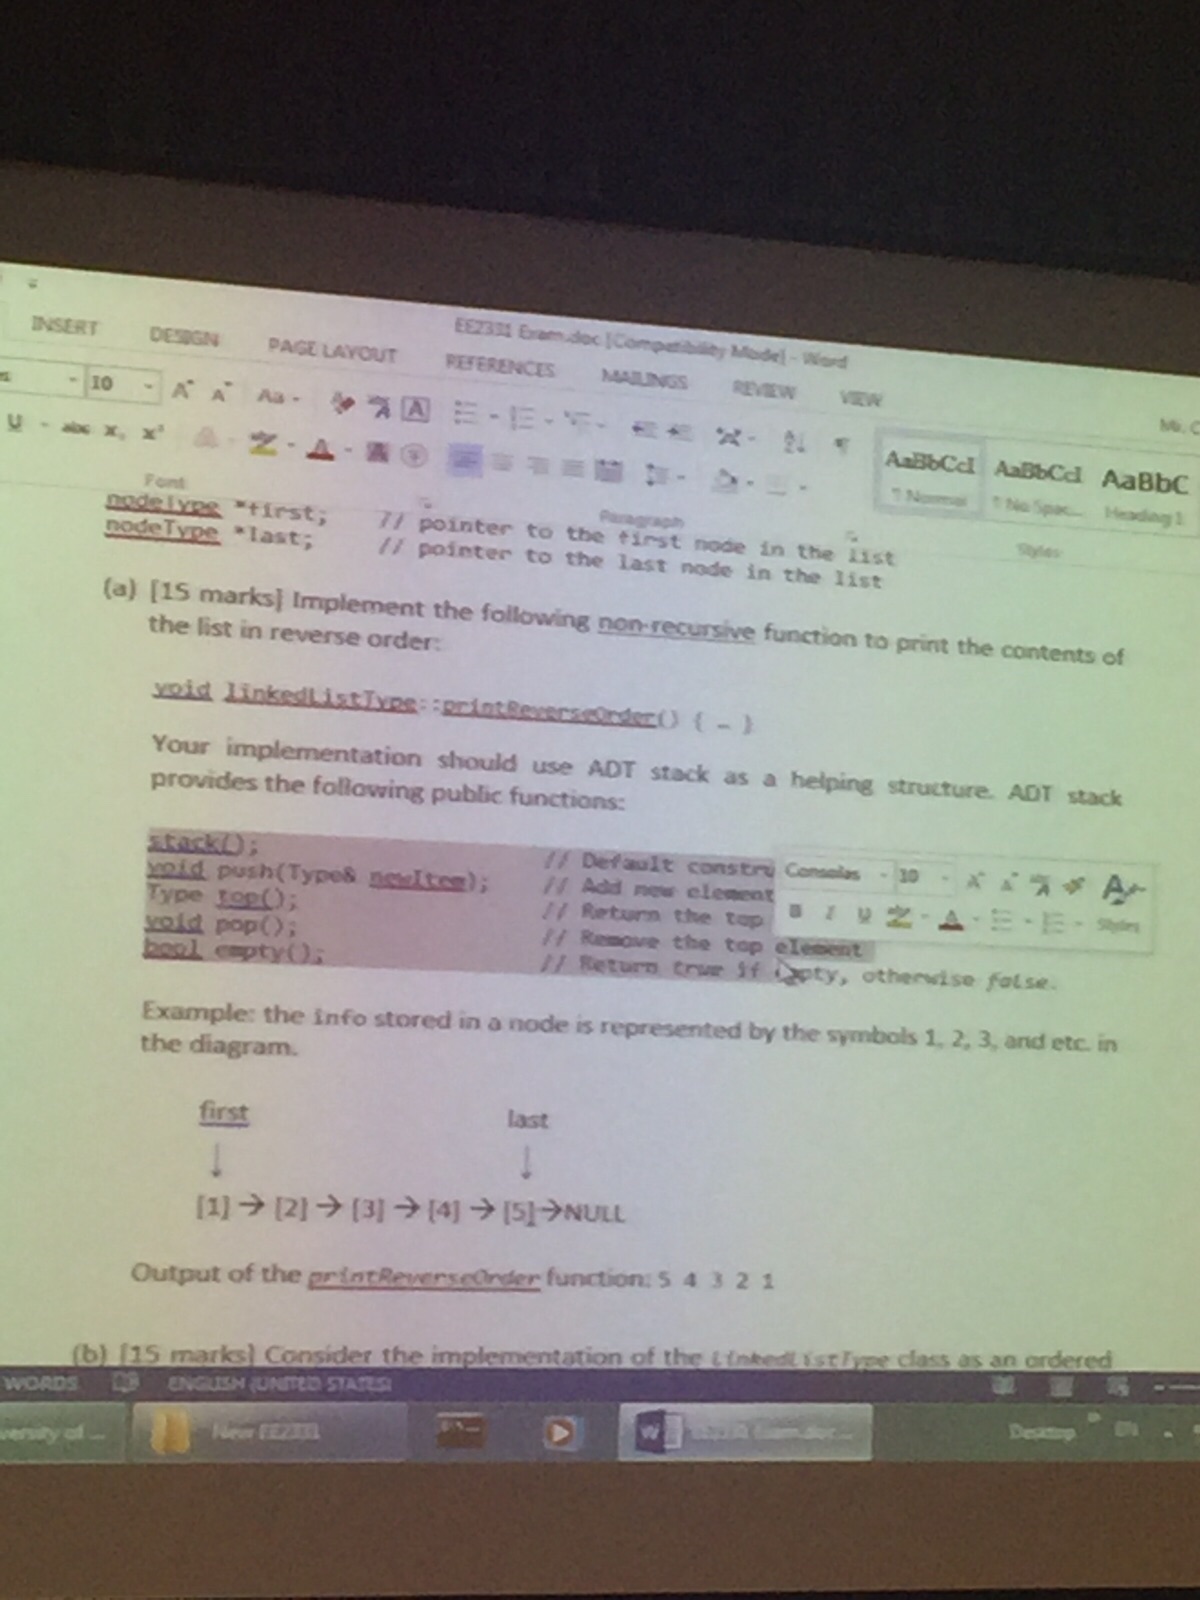 EE2331 Exam.doc [Compatibility Mode] - Word
INSERT DESIGN PAGE LAYOUT REFERENCES MAILINGS REVIEW VIEW
10 Aa
AaBbCcI AaBbCcI AaBbC
¶ Normal ¶ No Spac... Heading 1
Font Paragraph Styles
nodeType *first; // pointer to the first node in the list
nodeType *last; // pointer to the last node in the list
(a) [15 marks] Implement the following non-recursive function to print the contents of
the list in reverse order:
void linkedListType::printReverseOrder() { … }
Your implementation should use ADT stack as a helping structure. ADT stack
provides the following public functions:
stack(); // Default constru
void push(Type& newItem); // Add new element
Type top(); // Return the top
void pop(); // Remove the top element
bool empty(); // Return true if empty, otherwise false.
Consolas 10
B I U Styles
Example: the info stored in a node is represented by the symbols 1, 2, 3, and etc. in
the diagram.
first last
↓ ↓
[1] → [2] → [3] → [4] → [5]→NULL
Output of the printReverseOrder function: 5 4 3 2 1
(b) [15 marks] Consider the implementation of the linkedListType class as an ordered
WORDS ENGLISH (UNITED STATES)
versity of ... New EE2331 Exam.doc ... Desktop EN